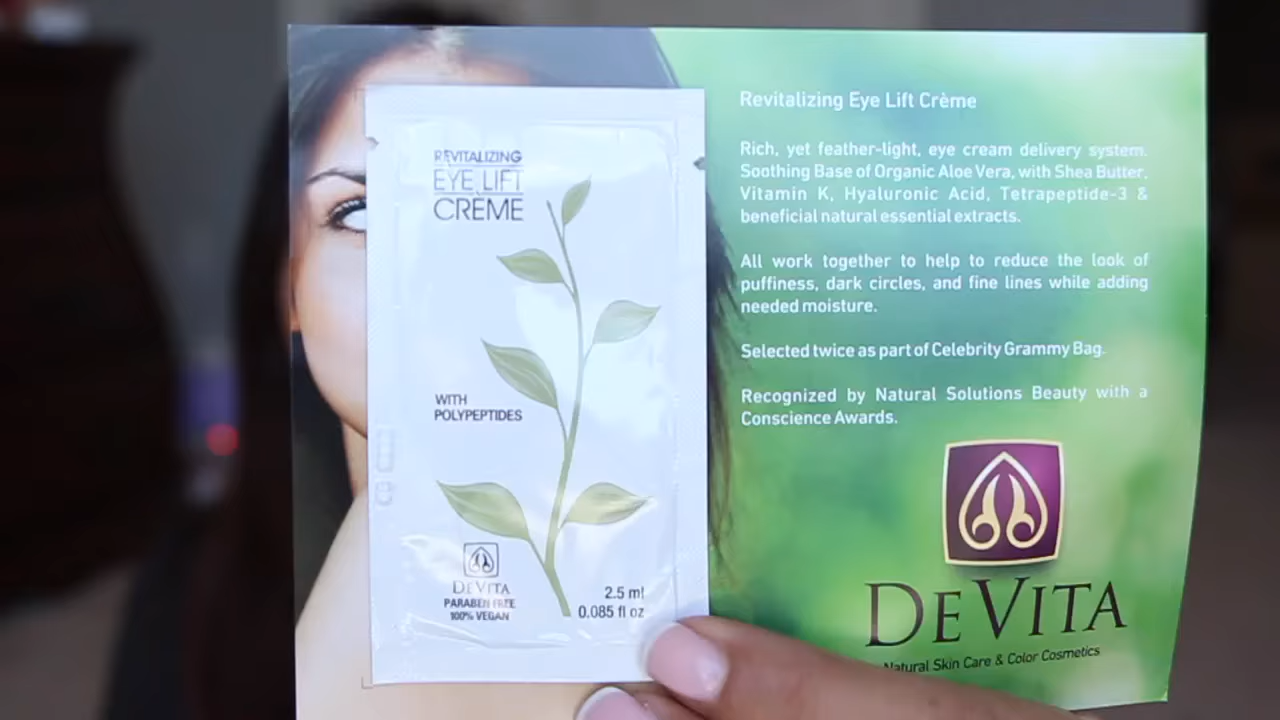 REVITALIZING
EYE LIFT
CRÈME
WITH
POLYPEPTIDES
DEVITA
PARABEN FREE
100% VEGAN
2.5 ml
0.085 fl oz
Revitalizing Eye Lift Crème
Rich, yet feather-light, eye cream delivery system.
Soothing Base of Organic Aloe Vera, with Shea Butter,
Vitamin K, Hyaluronic Acid, Tetrapeptide-3 &
beneficial natural essential extracts.
All work together to help to reduce the look of
puffiness, dark circles, and fine lines while adding
needed moisture.
Selected twice as part of Celebrity Grammy Bag.
Recognized by Natural Solutions Beauty with a
Conscience Awards.
DEVITA
Natural Skin Care & Color Cosmetics